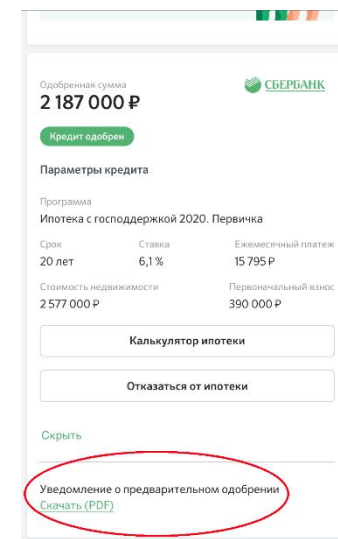 Одобренная сумма
2 187 000 ₽
СБЕРБАНК
Кредит одобрен
Параметры кредита
Программа
Ипотека с господдержкой 2020. Первичка
Срок Ставка Ежемесячный платеж
20 лет 6,1 % 15 795 ₽
Стоимость недвижимости Первоначальный взнос
2 577 000 ₽ 390 000 ₽
Калькулятор ипотеки
Отказаться от ипотеки
Скрыть
Уведомление о предварительном одобрении
Скачать (PDF)